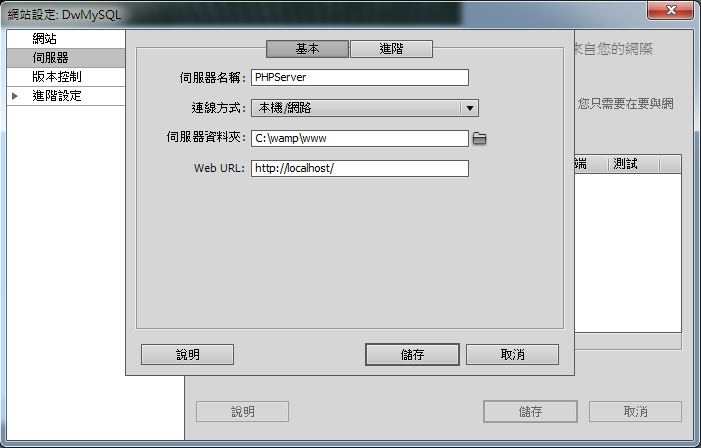 網站設定: DwMySQL
網站
伺服器
版本控制
進階設定
基本
進階
伺服器名稱: PHPServer
連線方式: 本機/網路
伺服器資料夾: C:\wamp\www
Web URL: http://localhost/
說明
儲存
取消
來自您的網際
您只需要在要與網
端
測試
說明
儲存
取消